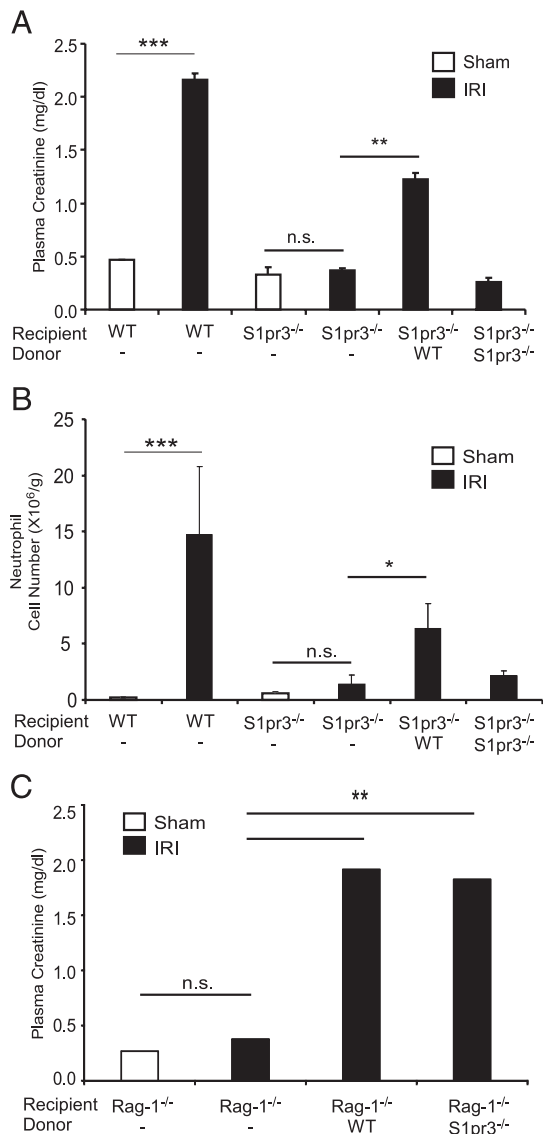 A
2.5
2.0
1.5
1.0
0.5
0.0
Plasma Creatinine (mg/dl)
***
n.s.
**
Sham
IRI
Recipient WT WT S1pr3-/- S1pr3-/- S1pr3-/- S1pr3-/-
Donor - - - - WT S1pr3-/-
B
25
20
15
10
5
0
Neutrophil
Cell Number (X10⁶/g)
***
n.s.
*
Sham
IRI
Recipient WT WT S1pr3-/- S1pr3-/- S1pr3-/- S1pr3-/-
Donor - - - - WT S1pr3-/-
C
2.5
2.0
1.5
1.0
0.5
0.0
Plasma Creatinine (mg/dl)
Sham
IRI
n.s.
**
Recipient Rag-1-/- Rag-1-/- Rag-1-/- Rag-1-/-
Donor - - WT S1pr3-/-